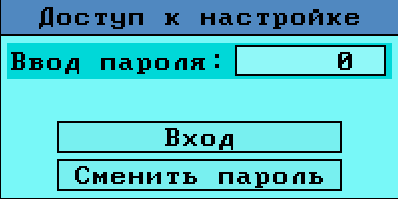 Доступ к настройке
Ввод пароля: 0
Вход
Сменить пароль